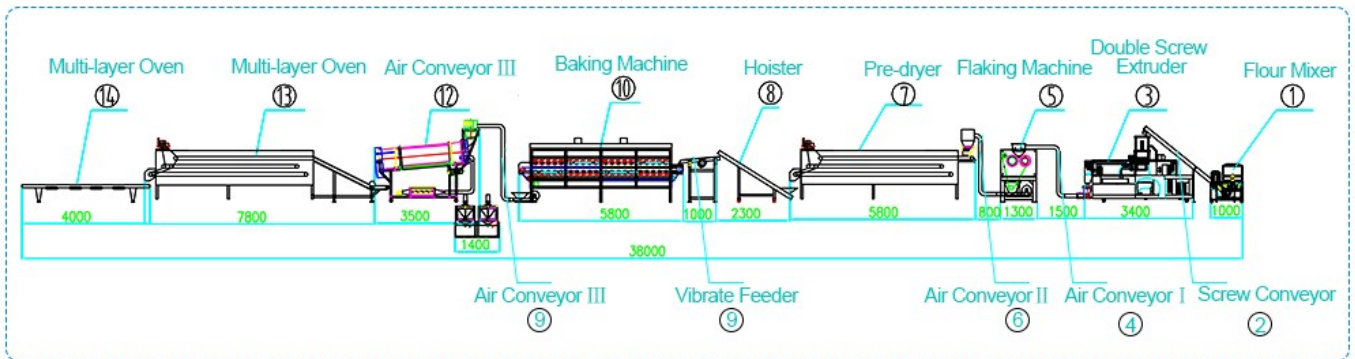 Multi-layer Oven
⑭
Multi-layer Oven
⑬
Air Conveyor III
⑫
Baking Machine
⑩
Hoister
⑧
Pre-dryer
⑦
Flaking Machine
⑤
Double Screw
Extruder
③
Flour Mixer
①
4000
7800
3500
1400
5800
1000
2300
5800
800
1300
1500
3400
1000
38000
Air Conveyor III
⑨
Vibrate Feeder
⑨
Air Conveyor II
⑥
Air Conveyor I
④
Screw Conveyor
②